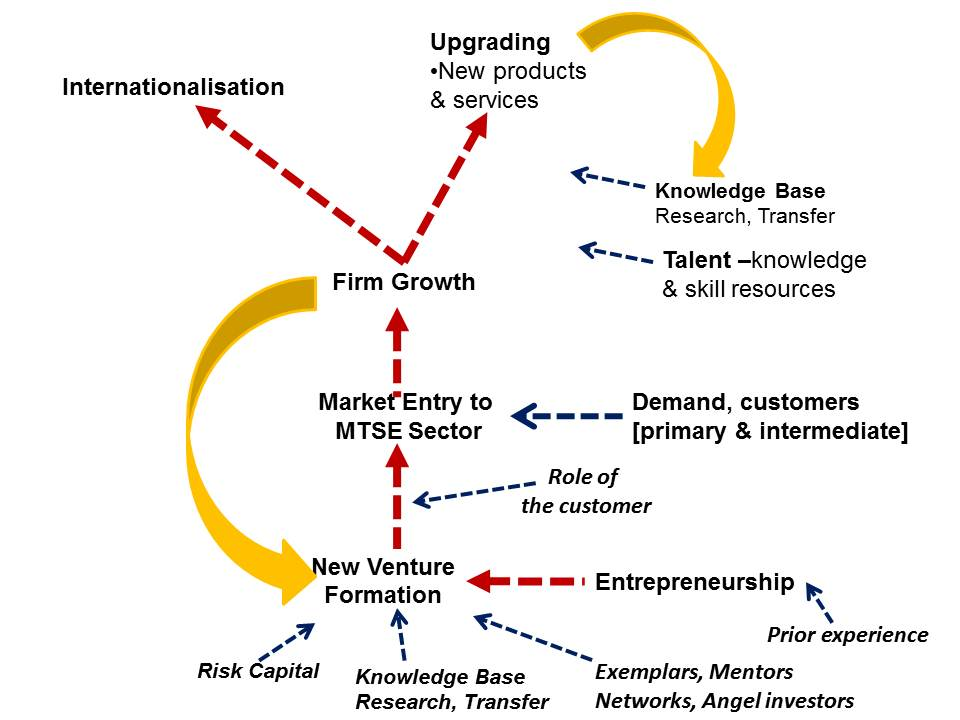 Upgrading
•New products
& services
Internationalisation
Knowledge Base
Research, Transfer
Talent –knowledge
& skill resources
Firm Growth
Market Entry to
MTSE Sector
Demand, customers
[primary & intermediate]
Role of
the customer
New Venture
Formation
Entrepreneurship
Prior experience
Risk Capital
Knowledge Base
Research, Transfer
Exemplars, Mentors
Networks, Angel investors